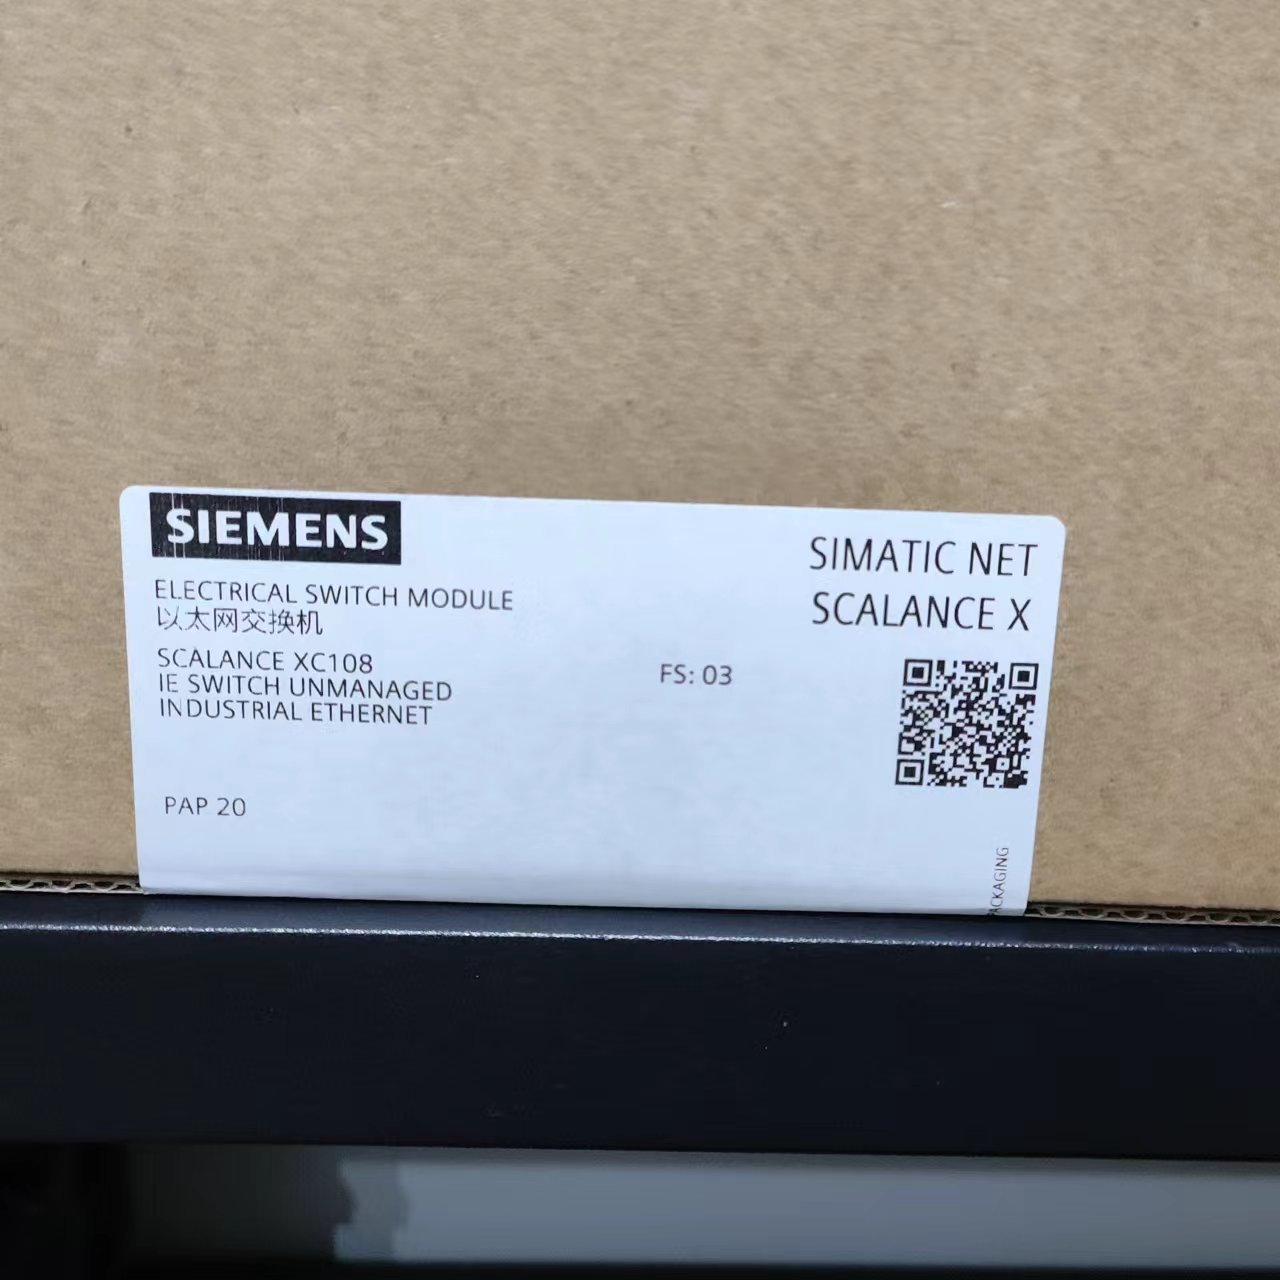 SIEMENS
SIMATIC NET
SCALANCE X
ELECTRICAL SWITCH MODULE
以太网交换机
SCALANCE XC108
IE SWITCH UNMANAGED
INDUSTRIAL ETHERNET
FS: 03
PAP 20
ACKAGING